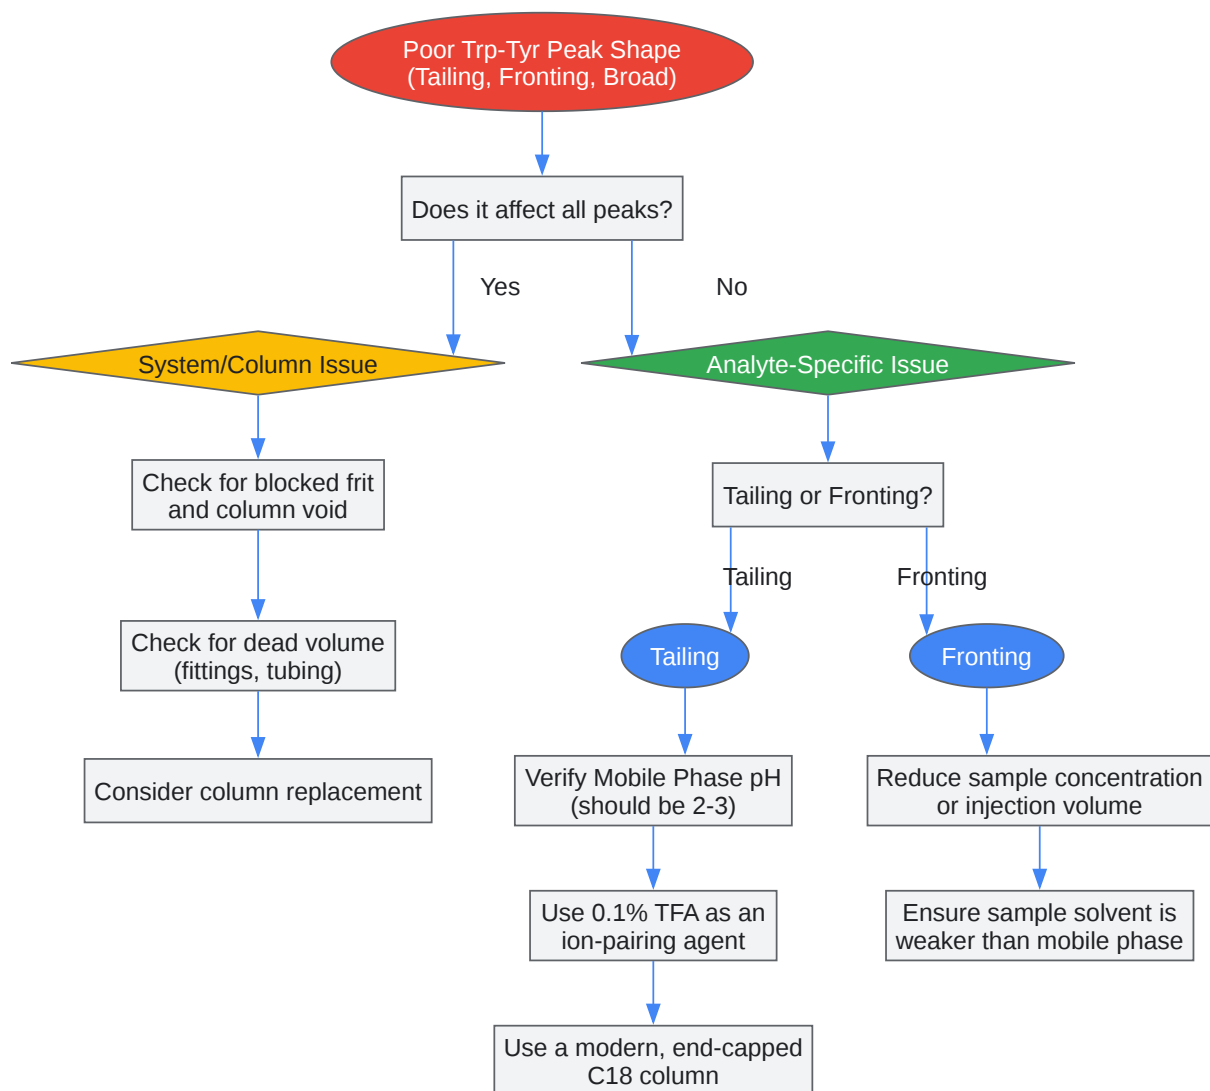 Poor Trp-Tyr Peak Shape
(Tailing, Fronting, Broad)
Does it affect all peaks?
Yes
No
System/Column Issue
Analyte-Specific Issue
Check for blocked frit
and column void
Tailing or Fronting?
Tailing
Fronting
Check for dead volume
(fittings, tubing)
Tailing
Fronting
Consider column replacement
Verify Mobile Phase pH
(should be 2-3)
Reduce sample concentration
or injection volume
Use 0.1% TFA as an
ion-pairing agent
Ensure sample solvent is
weaker than mobile phase
Use a modern, end-capped
C18 column